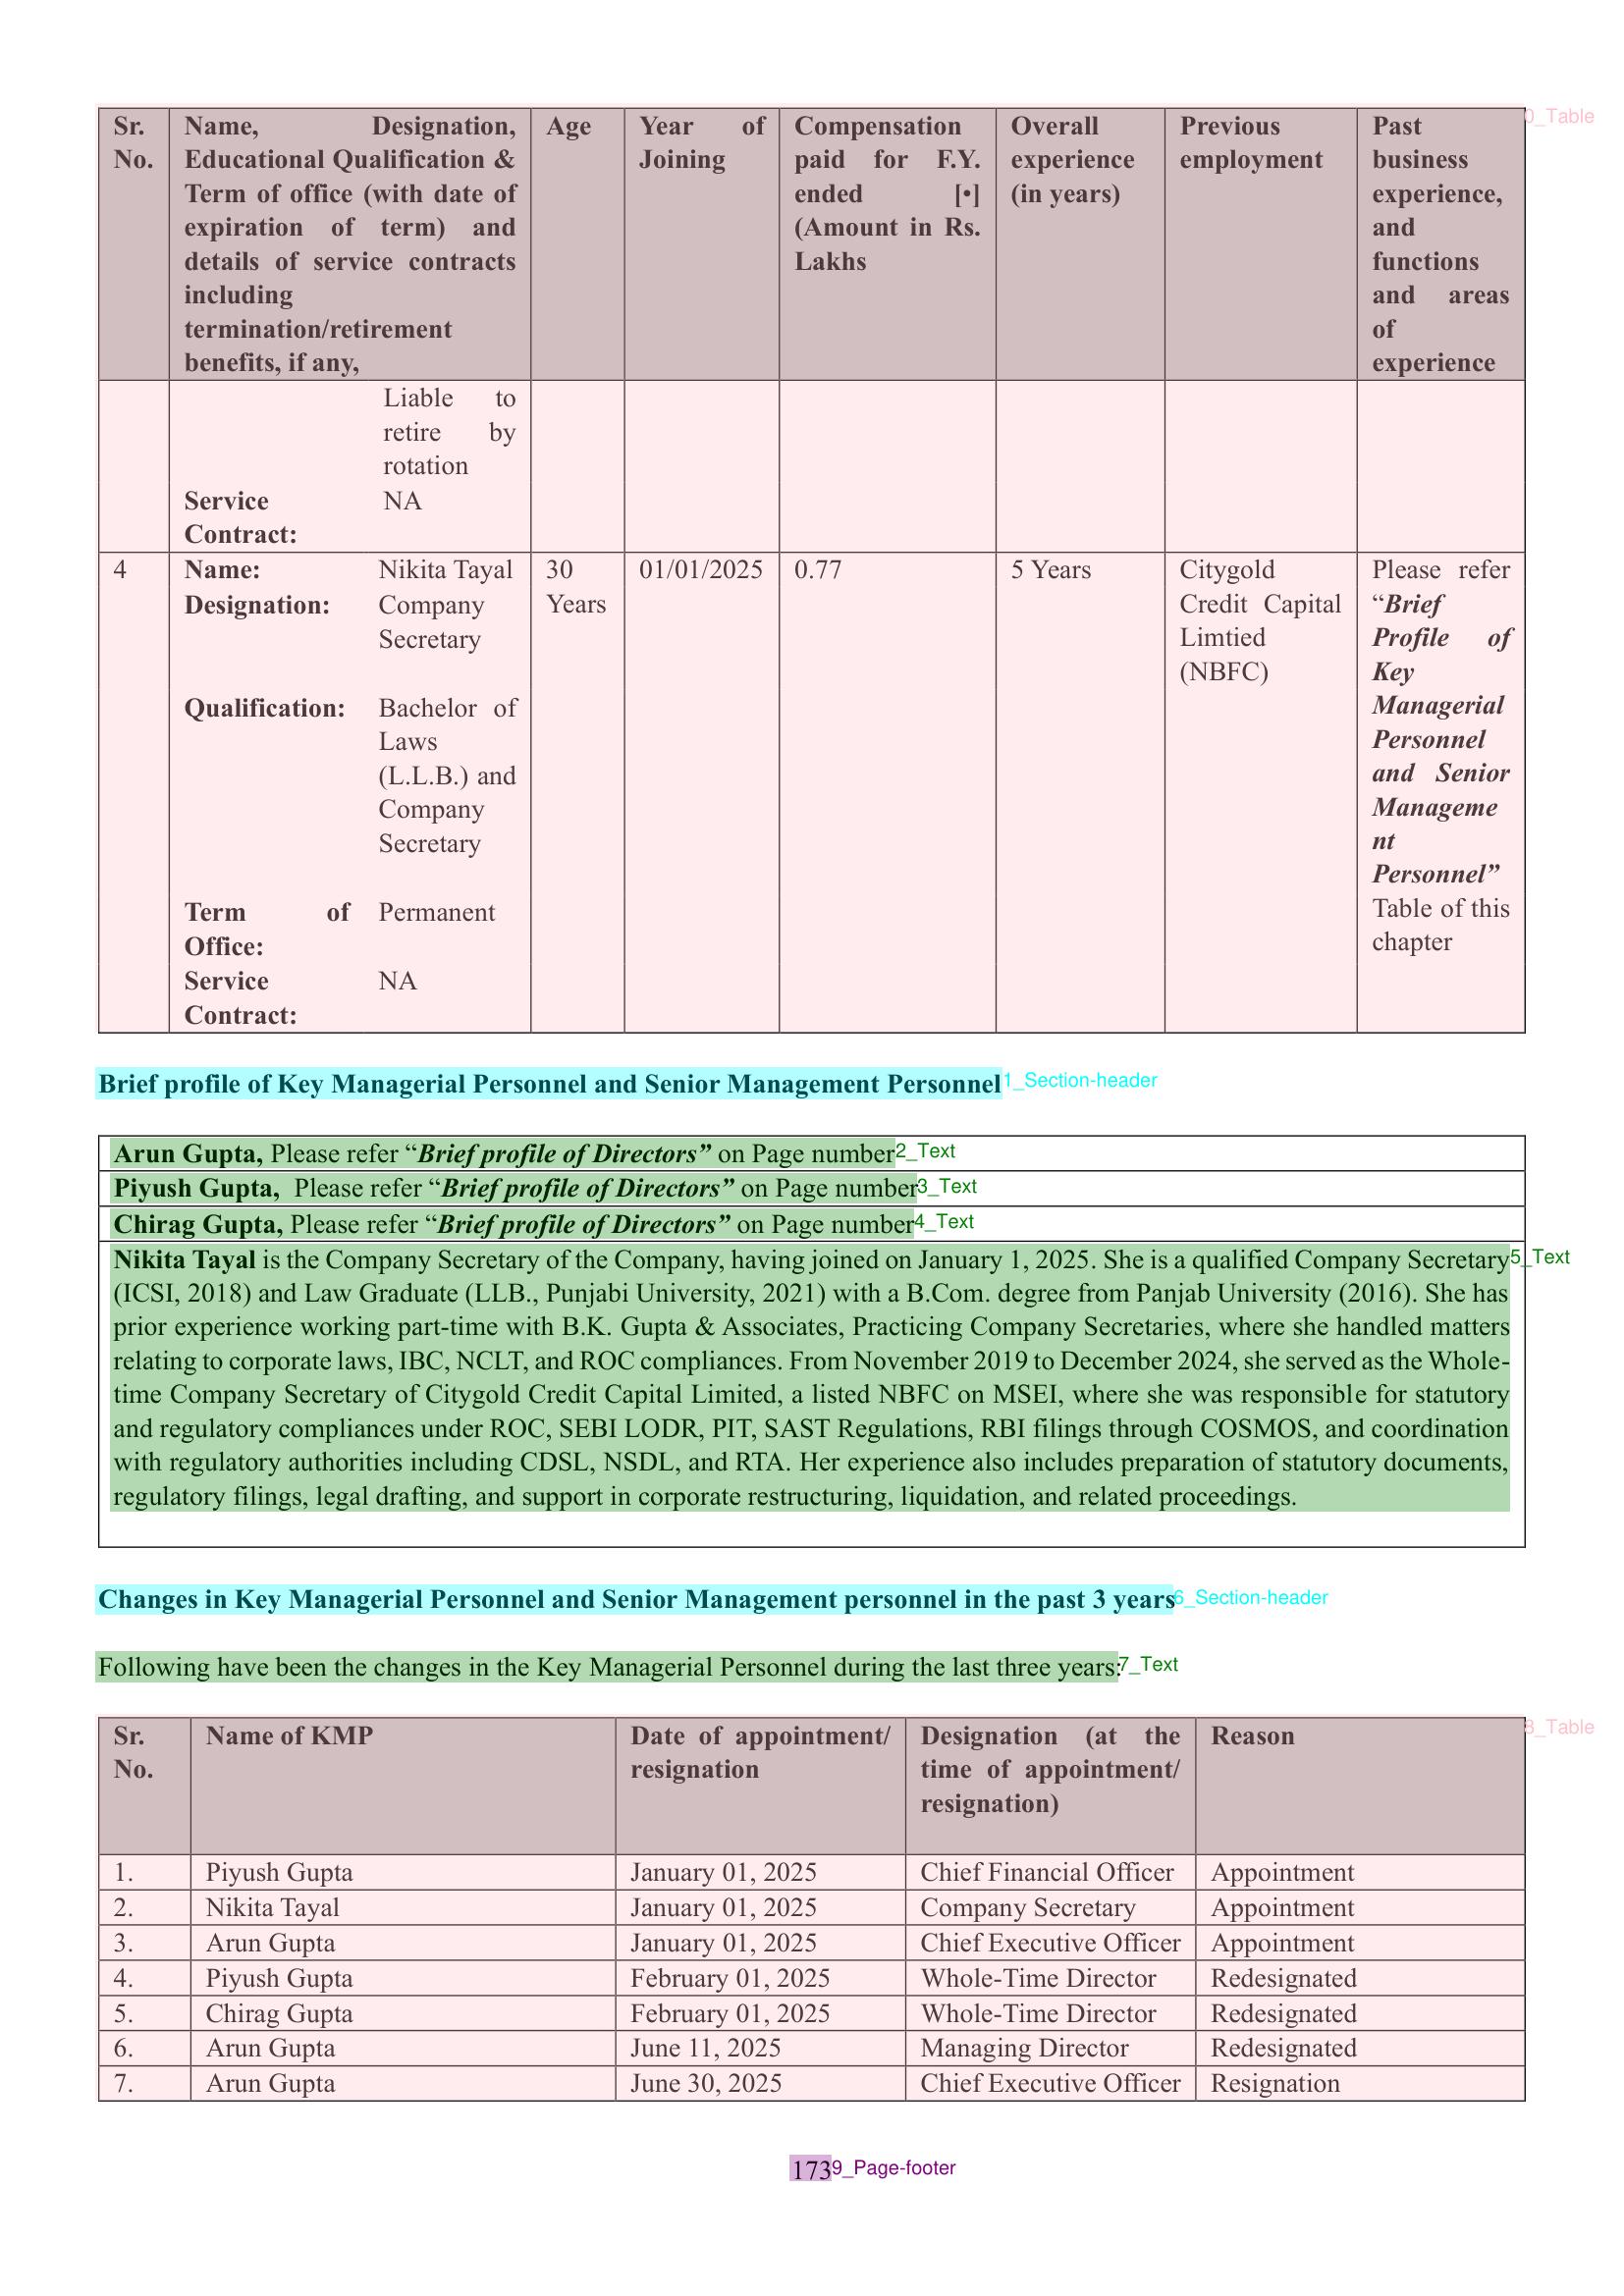 Sr. No. Name, Designation, Educational Qualification & Term of office (with date of expiration of term) and details of service contracts including termination/retirement benefits, if any, Age Year of Joining Compensation paid for F.Y. ended [•] (Amount in Rs. Lakhs Overall experience (in years) Previous employment Past business experience, and functions and areas of experience
0_Table
Liable to retire by rotation
Service Contract: NA
4 Name: Nikita Tayal 30 Years 01/01/2025 0.77 5 Years Citygold Credit Capital Limtied (NBFC) Please refer “Brief Profile of Key Managerial Personnel and Senior Manageme nt Personnel” Table of this chapter
Designation: Company Secretary
Qualification: Bachelor of Laws (L.L.B.) and Company Secretary
Term of Office: Permanent
Service Contract: NA
Brief profile of Key Managerial Personnel and Senior Management Personnel
1_Section-header
Arun Gupta, Please refer “Brief profile of Directors” on Page number
2_Text
Piyush Gupta, Please refer “Brief profile of Directors” on Page number
3_Text
Chirag Gupta, Please refer “Brief profile of Directors” on Page number
4_Text
Nikita Tayal is the Company Secretary of the Company, having joined on January 1, 2025. She is a qualified Company Secretary
5_Text
(ICSI, 2018) and Law Graduate (LLB., Punjabi University, 2021) with a B.Com. degree from Panjab University (2016). She has
prior experience working part-time with B.K. Gupta & Associates, Practicing Company Secretaries, where she handled matters
relating to corporate laws, IBC, NCLT, and ROC compliances. From November 2019 to December 2024, she served as the Whole-
time Company Secretary of Citygold Credit Capital Limited, a listed NBFC on MSEI, where she was responsible for statutory
and regulatory compliances under ROC, SEBI LODR, PIT, SAST Regulations, RBI filings through COSMOS, and coordination
with regulatory authorities including CDSL, NSDL, and RTA. Her experience also includes preparation of statutory documents,
regulatory filings, legal drafting, and support in corporate restructuring, liquidation, and related proceedings.
Changes in Key Managerial Personnel and Senior Management personnel in the past 3 years
6_Section-header
Following have been the changes in the Key Managerial Personnel during the last three years:
7_Text
Sr. No. Name of KMP Date of appointment/ resignation Designation (at the time of appointment/ resignation) Reason
8_Table
1. Piyush Gupta January 01, 2025 Chief Financial Officer Appointment
2. Nikita Tayal January 01, 2025 Company Secretary Appointment
3. Arun Gupta January 01, 2025 Chief Executive Officer Appointment
4. Piyush Gupta February 01, 2025 Whole-Time Director Redesignated
5. Chirag Gupta February 01, 2025 Whole-Time Director Redesignated
6. Arun Gupta June 11, 2025 Managing Director Redesignated
7. Arun Gupta June 30, 2025 Chief Executive Officer Resignation
173
9_Page-footer